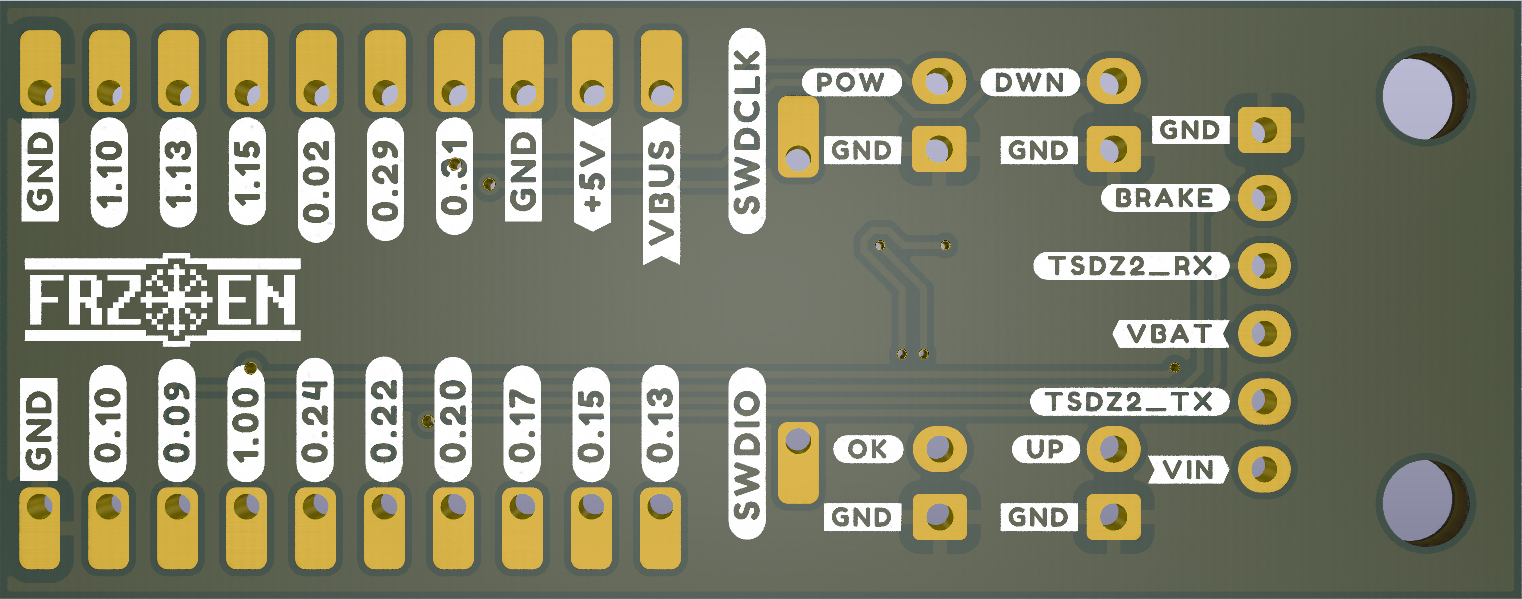 GND
1.10
1.13
1.15
0.02
0.29
0.31
GND
+5V
VBUS
SWDCLK
POW
DWN
GND
GND
GND
BRAKE
TSDZ2_RX
VBAT
TSDZ2_TX
VIN
FRZEN
GND
0.10
0.09
1.00
0.24
0.22
0.20
0.17
0.15
0.13
SWDIO
OK
UP
GND
GND